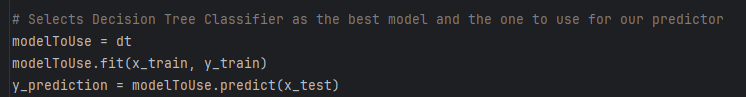 # Selects Decision Tree Classifier as the best model and the one to use for our predictor
modelToUse = dt
modelToUse.fit(x_train, y_train)
y_prediction = modelToUse.predict(x_test)